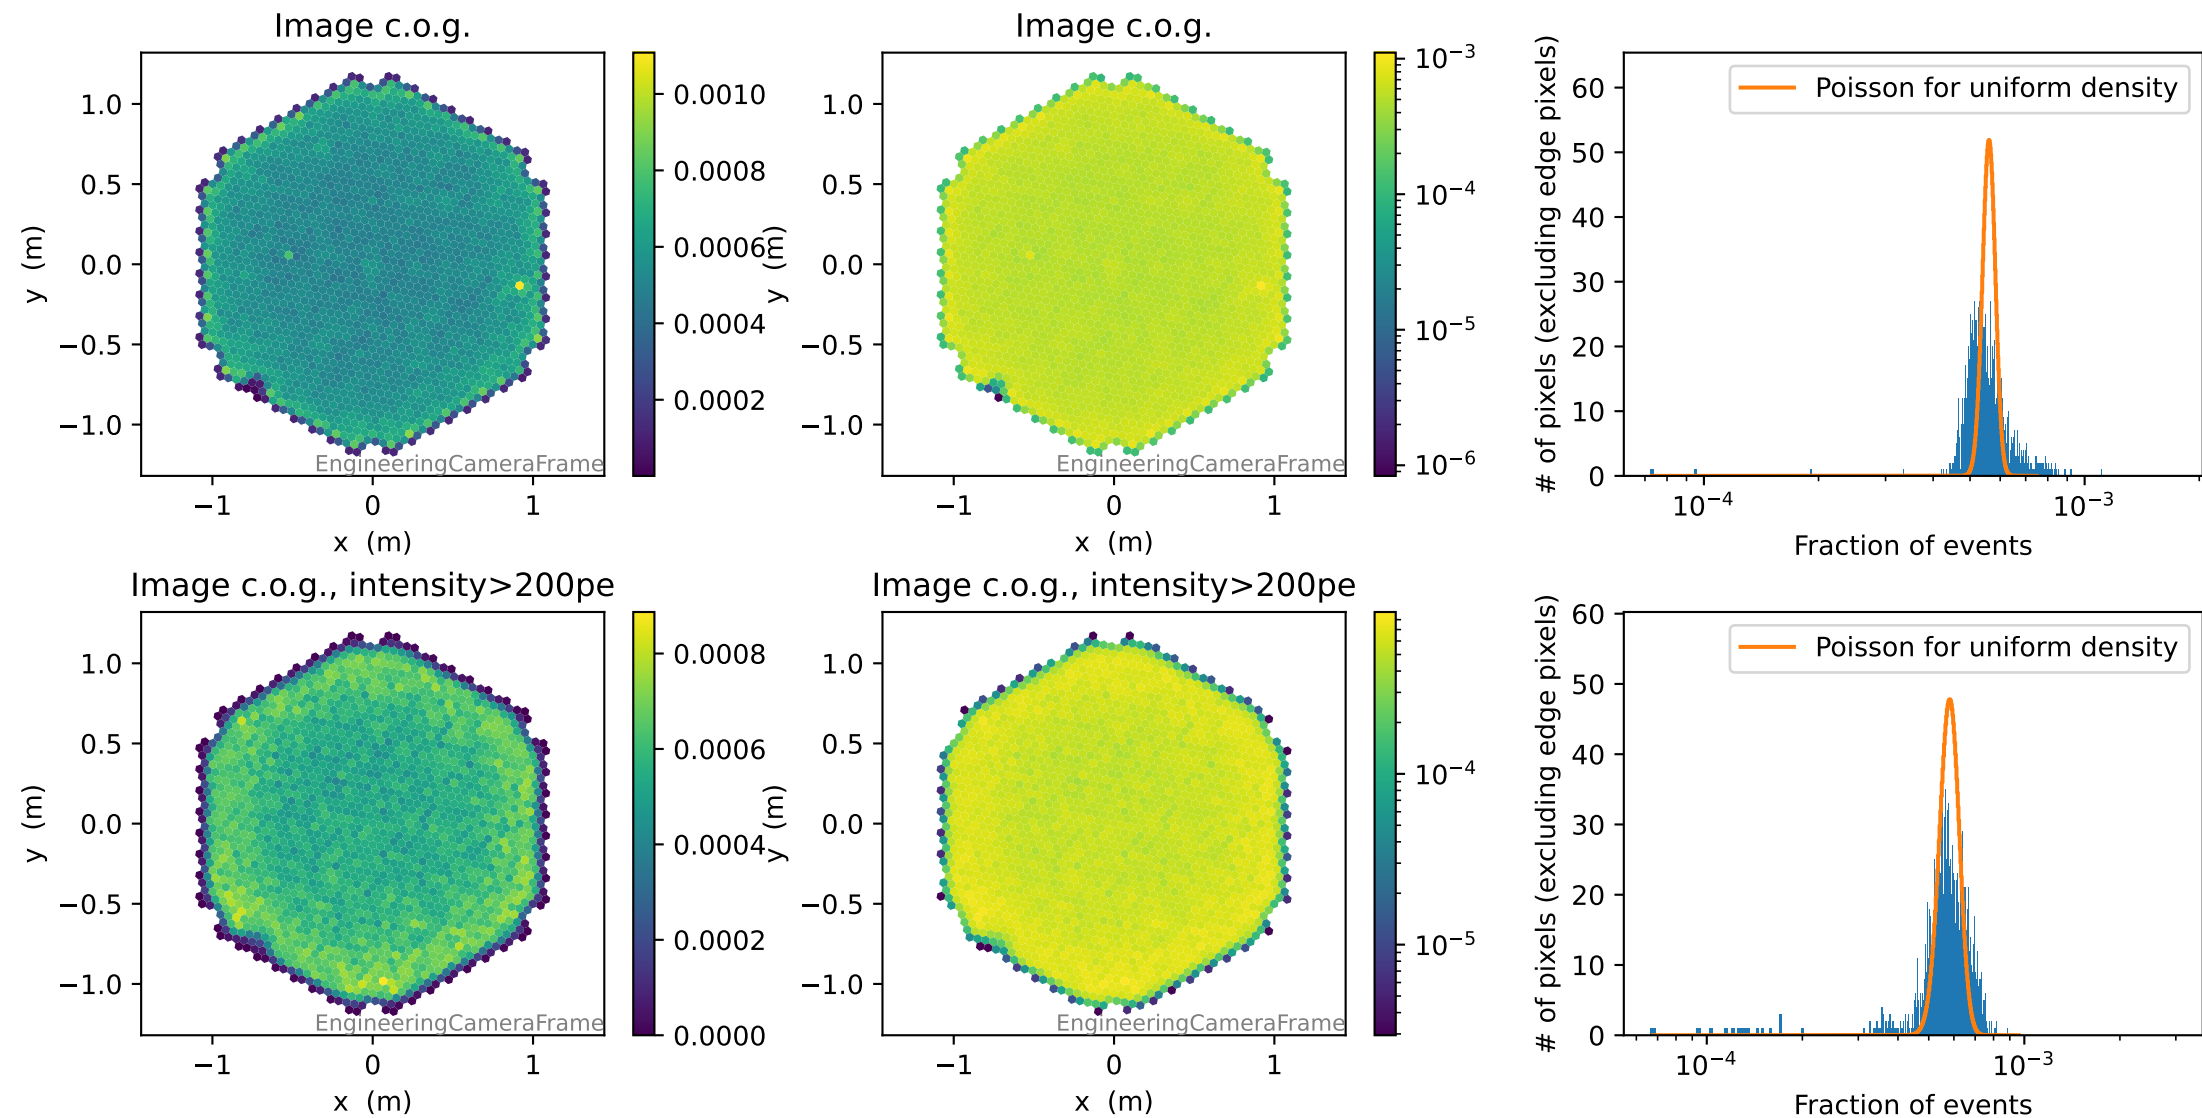 Image c.o.g.
1.0
0.5
0.0
−0.5
−1.0
y (m)
−1 0 1
x (m)
EngineeringCameraFrame
0.0010
0.0008
0.0006
0.0004
0.0002
Image c.o.g.
1.0
0.5
0.0
−0.5
−1.0
y (m)
−1 0 1
x (m)
EngineeringCameraFrame
10−3
10−4
10−5
10−6
Poisson for uniform density
60
50
40
30
20
10
0
# of pixels (excluding edge pixels)
10−4 10−3
Fraction of events
Image c.o.g., intensity>200pe
1.0
0.5
0.0
−0.5
−1.0
y (m)
−1 0 1
x (m)
EngineeringCameraFrame
0.0008
0.0006
0.0004
0.0002
0.0000
Image c.o.g., intensity>200pe
1.0
0.5
0.0
−0.5
−1.0
y (m)
−1 0 1
x (m)
EngineeringCameraFrame
10−4
10−5
Poisson for uniform density
60
50
40
30
20
10
0
# of pixels (excluding edge pixels)
10−4 10−3
Fraction of events